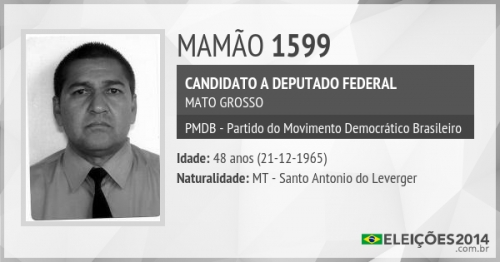 MAMÃO 1599
CANDIDATO A DEPUTADO FEDERAL
MATO GROSSO
PMDB - Partido do Movimento Democrático Brasileiro
Idade: 48 anos (21-12-1965)
Naturalidade: MT - Santo Antonio do Leverger
ELEIÇÕES2014
.com.br